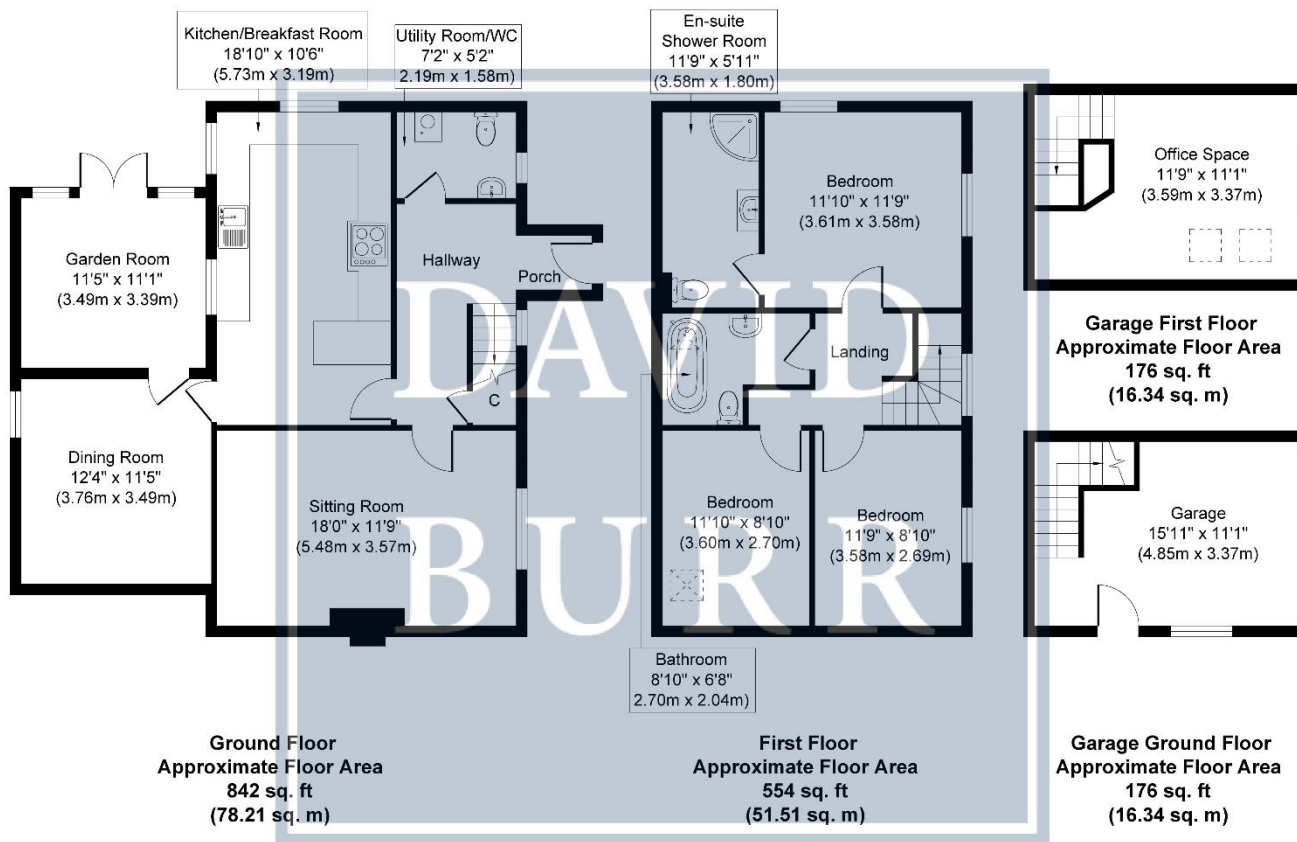 Kitchen/Breakfast Room
18'10" x 10'6"
(5.73m x 3.19m)
Utility Room/WC
7'2" x 5'2"
2.19m x 1.58m)
En-suite
Shower Room
11'9" x 5'11"
(3.58m x 1.80m)
Garden Room
11'5" x 11'1"
(3.49m x 3.39m)
Hallway
Porch
Bedroom
11'10" x 11'9"
(3.61m x 3.58m)
Office Space
11'9" x 11'1"
(3.59m x 3.37m)
Garage First Floor
Approximate Floor Area
176 sq. ft
(16.34 sq. m)
DAVID
BURR
Landing
C
Dining Room
12'4" x 11'5"
(3.76m x 3.49m)
Sitting Room
18'0" x 11'9"
(5.48m x 3.57m)
Bedroom
11'10" x 8'10"
(3.60m x 2.70m)
Bedroom
11'9" x 8'10"
(3.58m x 2.69m)
Garage
15'11" x 11'1"
(4.85m x 3.37m)
Bathroom
8'10" x 6'8"
2.70m x 2.04m)
Ground Floor
Approximate Floor Area
842 sq. ft
(78.21 sq. m)
First Floor
Approximate Floor Area
554 sq. ft
(51.51 sq. m)
Garage Ground Floor
Approximate Floor Area
176 sq. ft
(16.34 sq. m)